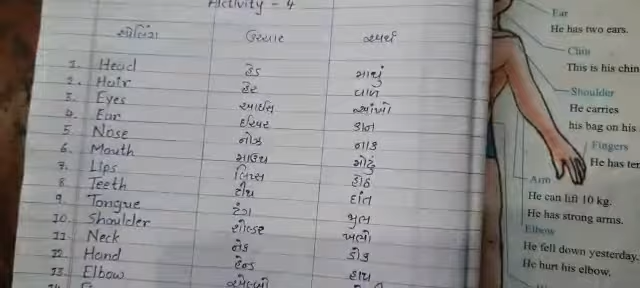 Activity - 4
સ્પેલિંગ ઉચ્ચાર અર્થ
1. Head હેડ માથું
2. Hair હેર વાળ
3. Eyes આઈસ આંખો
4. Ear ઈઅર કાન
5. Nose નોઝ નાક
6. Mouth માઉથ મોઢું
7. Lips લિપ્સ હોઠ
8. Teeth ટીથ દાંત
9. Tongue ટંગ જીભ
10. Shoulder શોલ્ડર ખભો
11. Neck નેક ડોક
12. Hand હેન્ડ હાથ
13. Elbow એલ્બો
Ear
He has two ears.
Chin
This is his chin
Shoulder
He carries
his bag on his
Fingers
He has ten
Arm
He can lift 10 kg.
He has strong arms.
Elbow
He fell down yesterday.
He hurt his elbow.